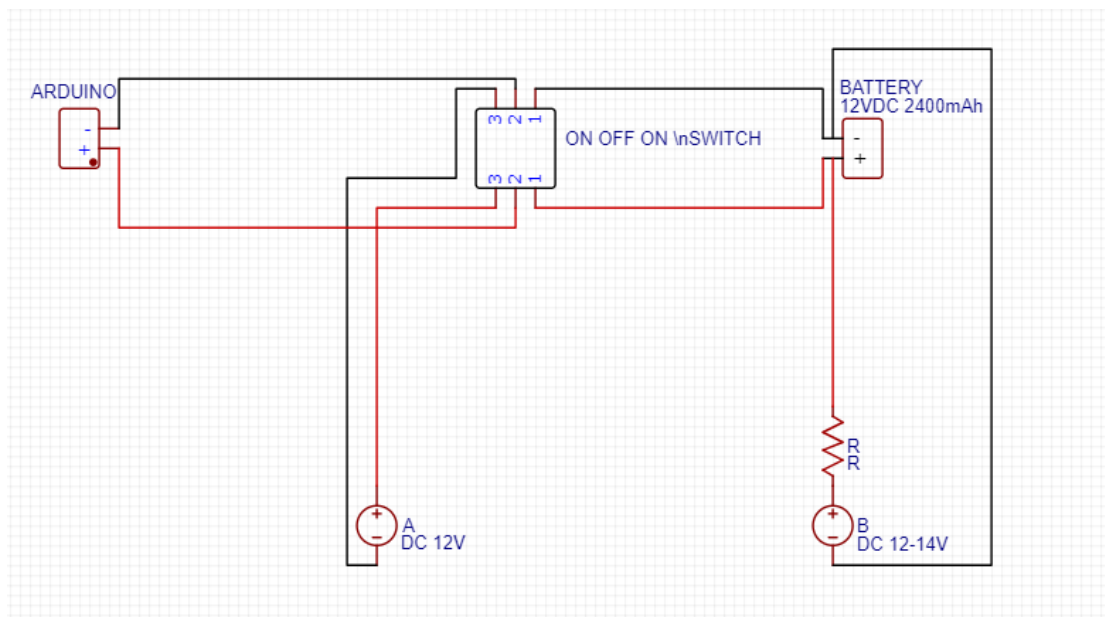 ARDUINO
-
+
3 2 1
3 2 1
ON OFF ON \nSWITCH
BATTERY
12VDC 2400mAh
-
+
R
R
+
-
A
DC 12V
+
-
B
DC 12-14V